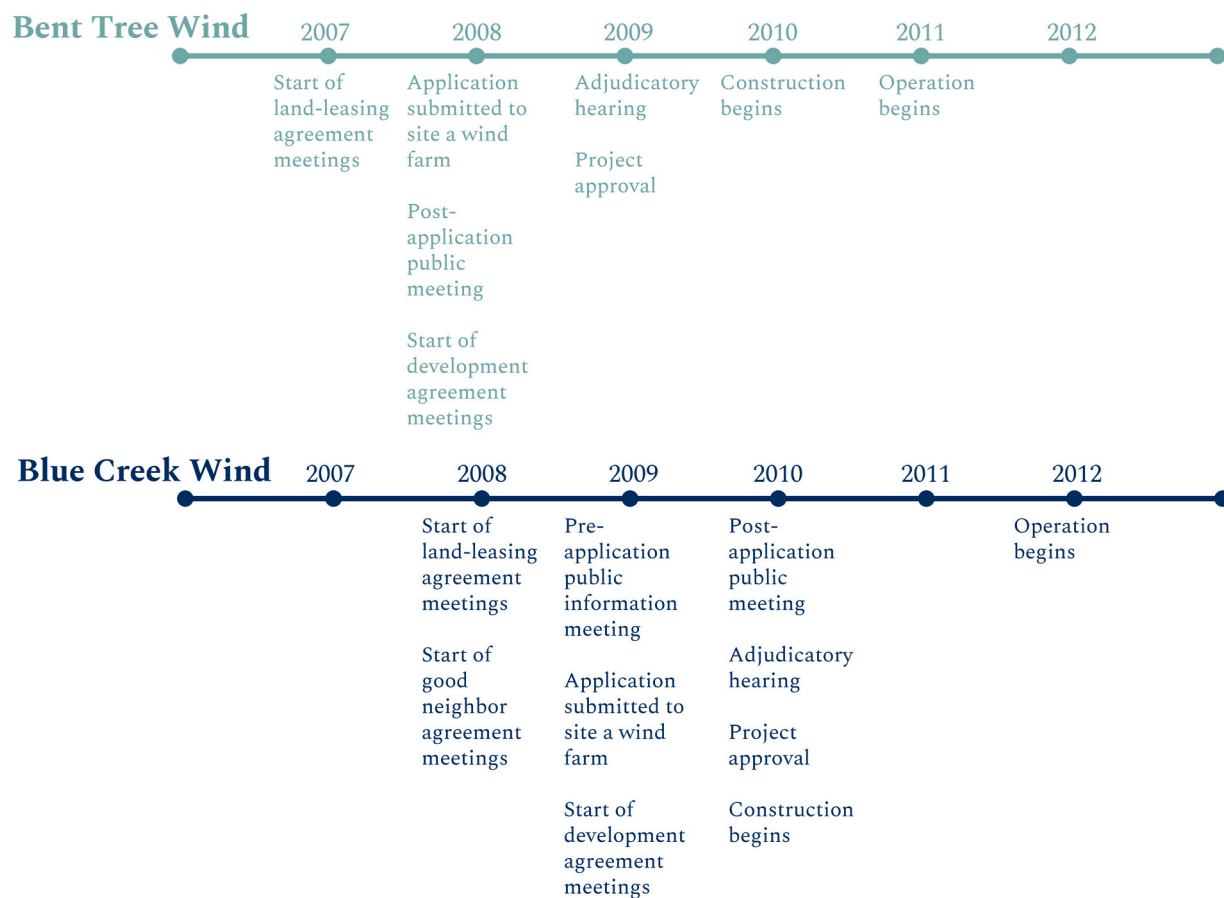 Bent Tree Wind
2007
2008
2009
2010
2011
2012
Start of
land-leasing
agreement
meetings
Application
submitted to
site a wind
farm
Post-
application
public
meeting
Start of
development
agreement
meetings
Adjudicatory
hearing
Project
approval
Construction
begins
Operation
begins
Blue Creek Wind
2007
2008
2009
2010
2011
2012
Start of
land-leasing
agreement
meetings
Start of
good
neighbor
agreement
meetings
Pre-
application
public
information
meeting
Application
submitted to
site a wind
farm
Start of
development
agreement
meetings
Post-
application
public
meeting
Adjudicatory
hearing
Project
approval
Construction
begins
Operation
begins